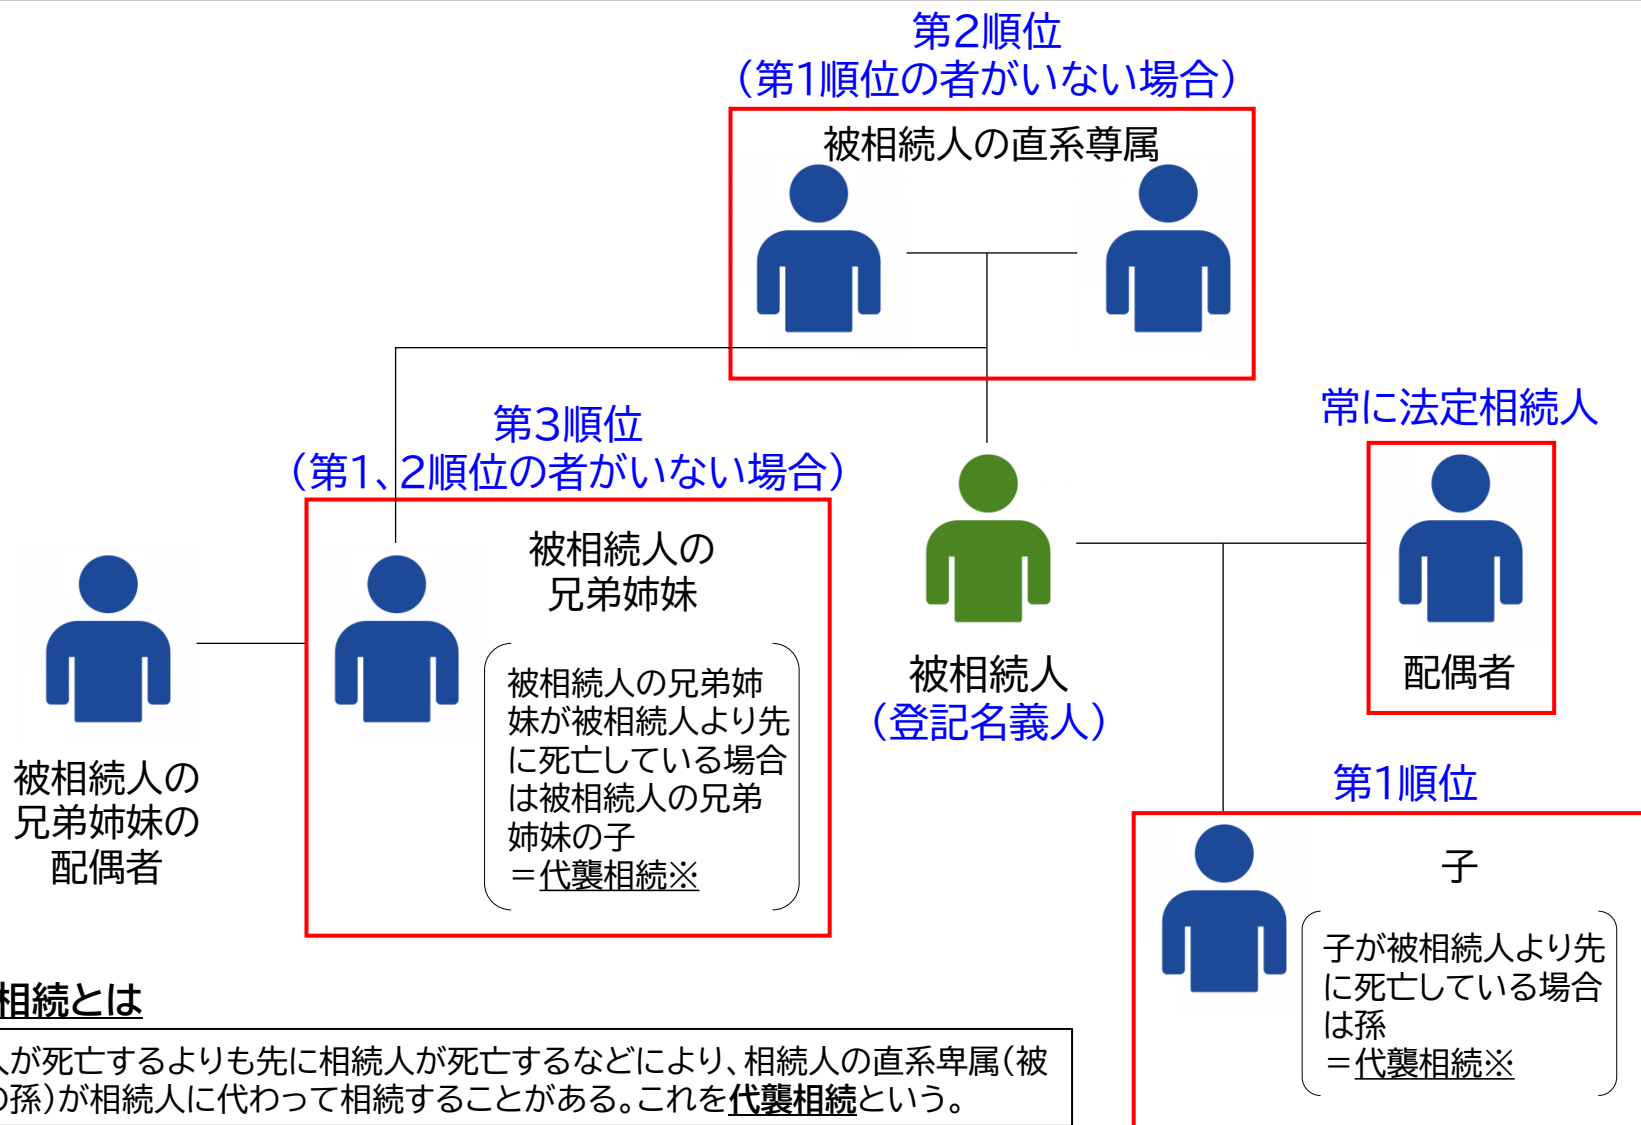 第2順位
（第1順位の者がいない場合）
被相続人の直系尊属
第3順位
（第1、2順位の者がいない場合）
被相続人の
兄弟姉妹
被相続人の兄弟姉
妹が被相続人より先
に死亡している場合
は被相続人の兄弟
姉妹の子
＝代襲相続※
被相続人の
兄弟姉妹の
配偶者
被相続人
（登記名義人）
常に法定相続人
配偶者
第1順位
子
子が被相続人より先
に死亡している場合
は孫
＝代襲相続※
相続とは
人が死亡するよりも先に相続人が死亡するなどにより、相続人の直系卑属（被
の孫）が相続人に代わって相続することがある。これを代襲相続という。